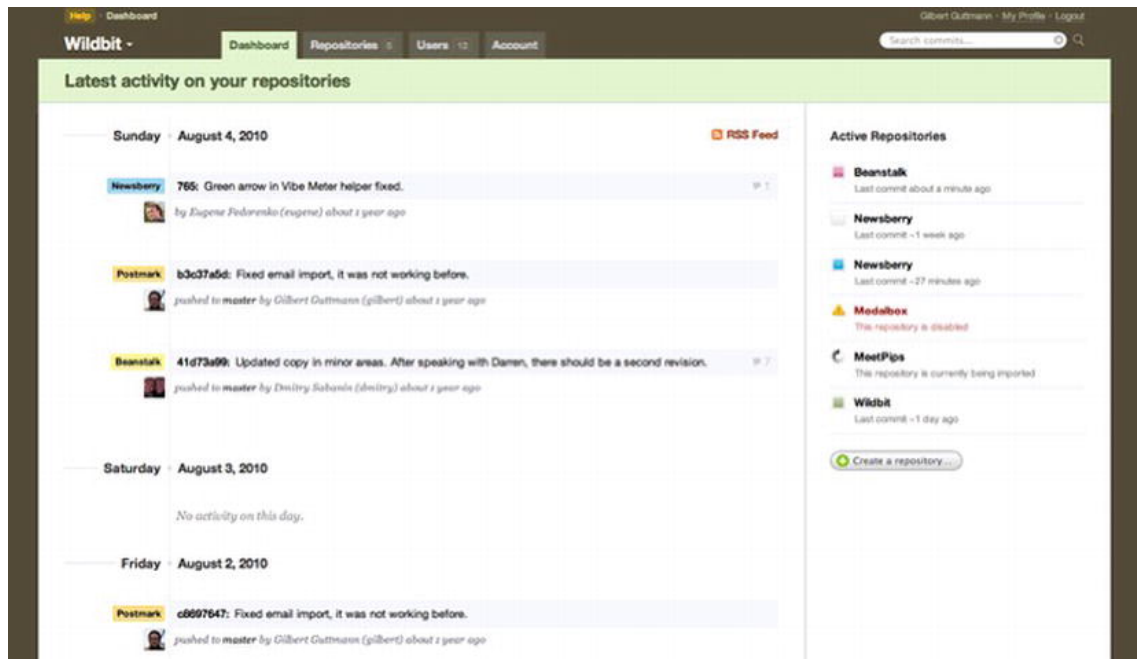 Help · Dashboard
Gilbert Guttmann · My Profile · Logout
Wildbit
Dashboard
Repositories 6
Users 13
Account
Search commits...
Latest activity on your repositories
Sunday August 4, 2010
RSS Feed
Newsberry 765: Green arrow in Vibe Meter helper fixed.
by Eugene Fedorenko (eugene) about 1 year ago
Postmark b3c37a5d: Fixed email import, it was not working before.
pushed to master by Gilbert Guttmann (gilbert) about 1 year ago
Beanstalk 41d73a99: Updated copy in minor areas. After speaking with Darren, there should be a second revision. 7
pushed to master by Dmitry Sabanin (dmitry) about 1 year ago
Saturday August 3, 2010
No activity on this day.
Friday August 2, 2010
Postmark c8697647: Fixed email import, it was not working before.
pushed to master by Gilbert Guttmann (gilbert) about 1 year ago
Active Repositories
Beanstalk
Last commit about a minute ago
Newsberry
Last commit ~1 week ago
Newsberry
Last commit ~27 minutes ago
Modalbox
This repository is disabled
MeetPips
This repository is currently being imported
Wildbit
Last commit ~1 day ago
Create a repository...